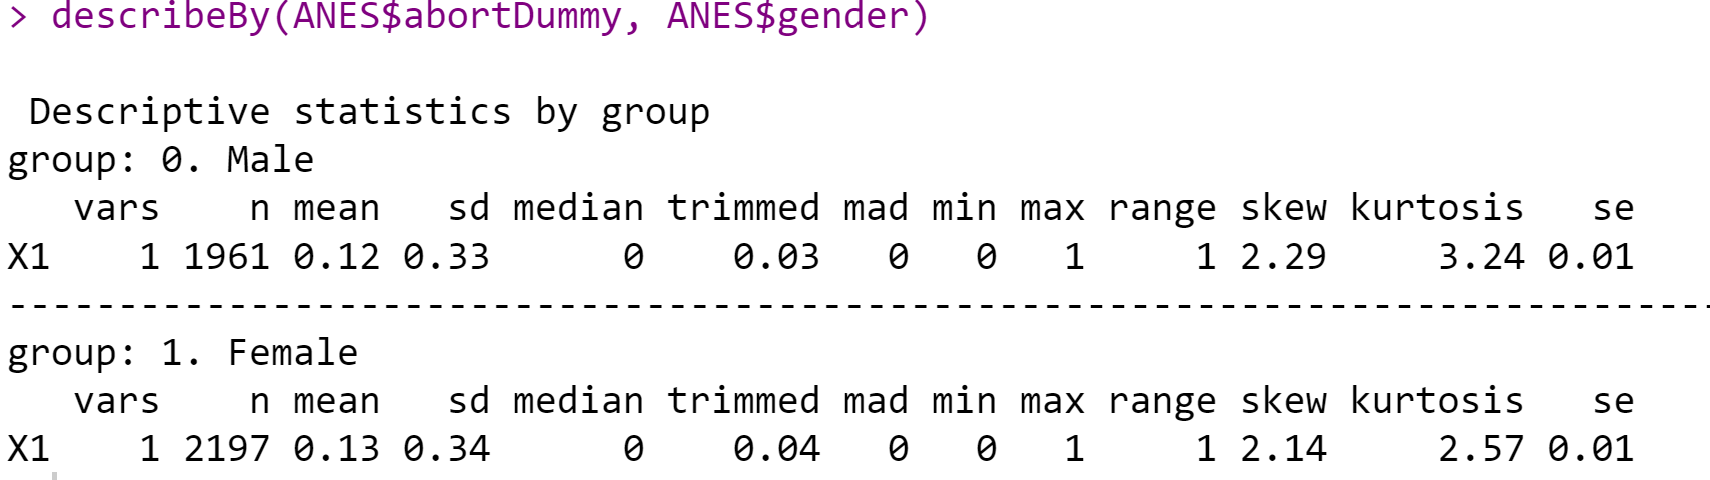 > describeBy(ANES$abortDummy, ANES$gender)
Descriptive statistics by group
group: 0. Male
vars n mean sd median trimmed mad min max range skew kurtosis se
X1 1 1961 0.12 0.33 0 0.03 0 0 1 1 2.29 3.24 0.01
--------------------------------------------------------------------------------
group: 1. Female
vars n mean sd median trimmed mad min max range skew kurtosis se
X1 1 2197 0.13 0.34 0 0.04 0 0 1 1 2.14 2.57 0.01